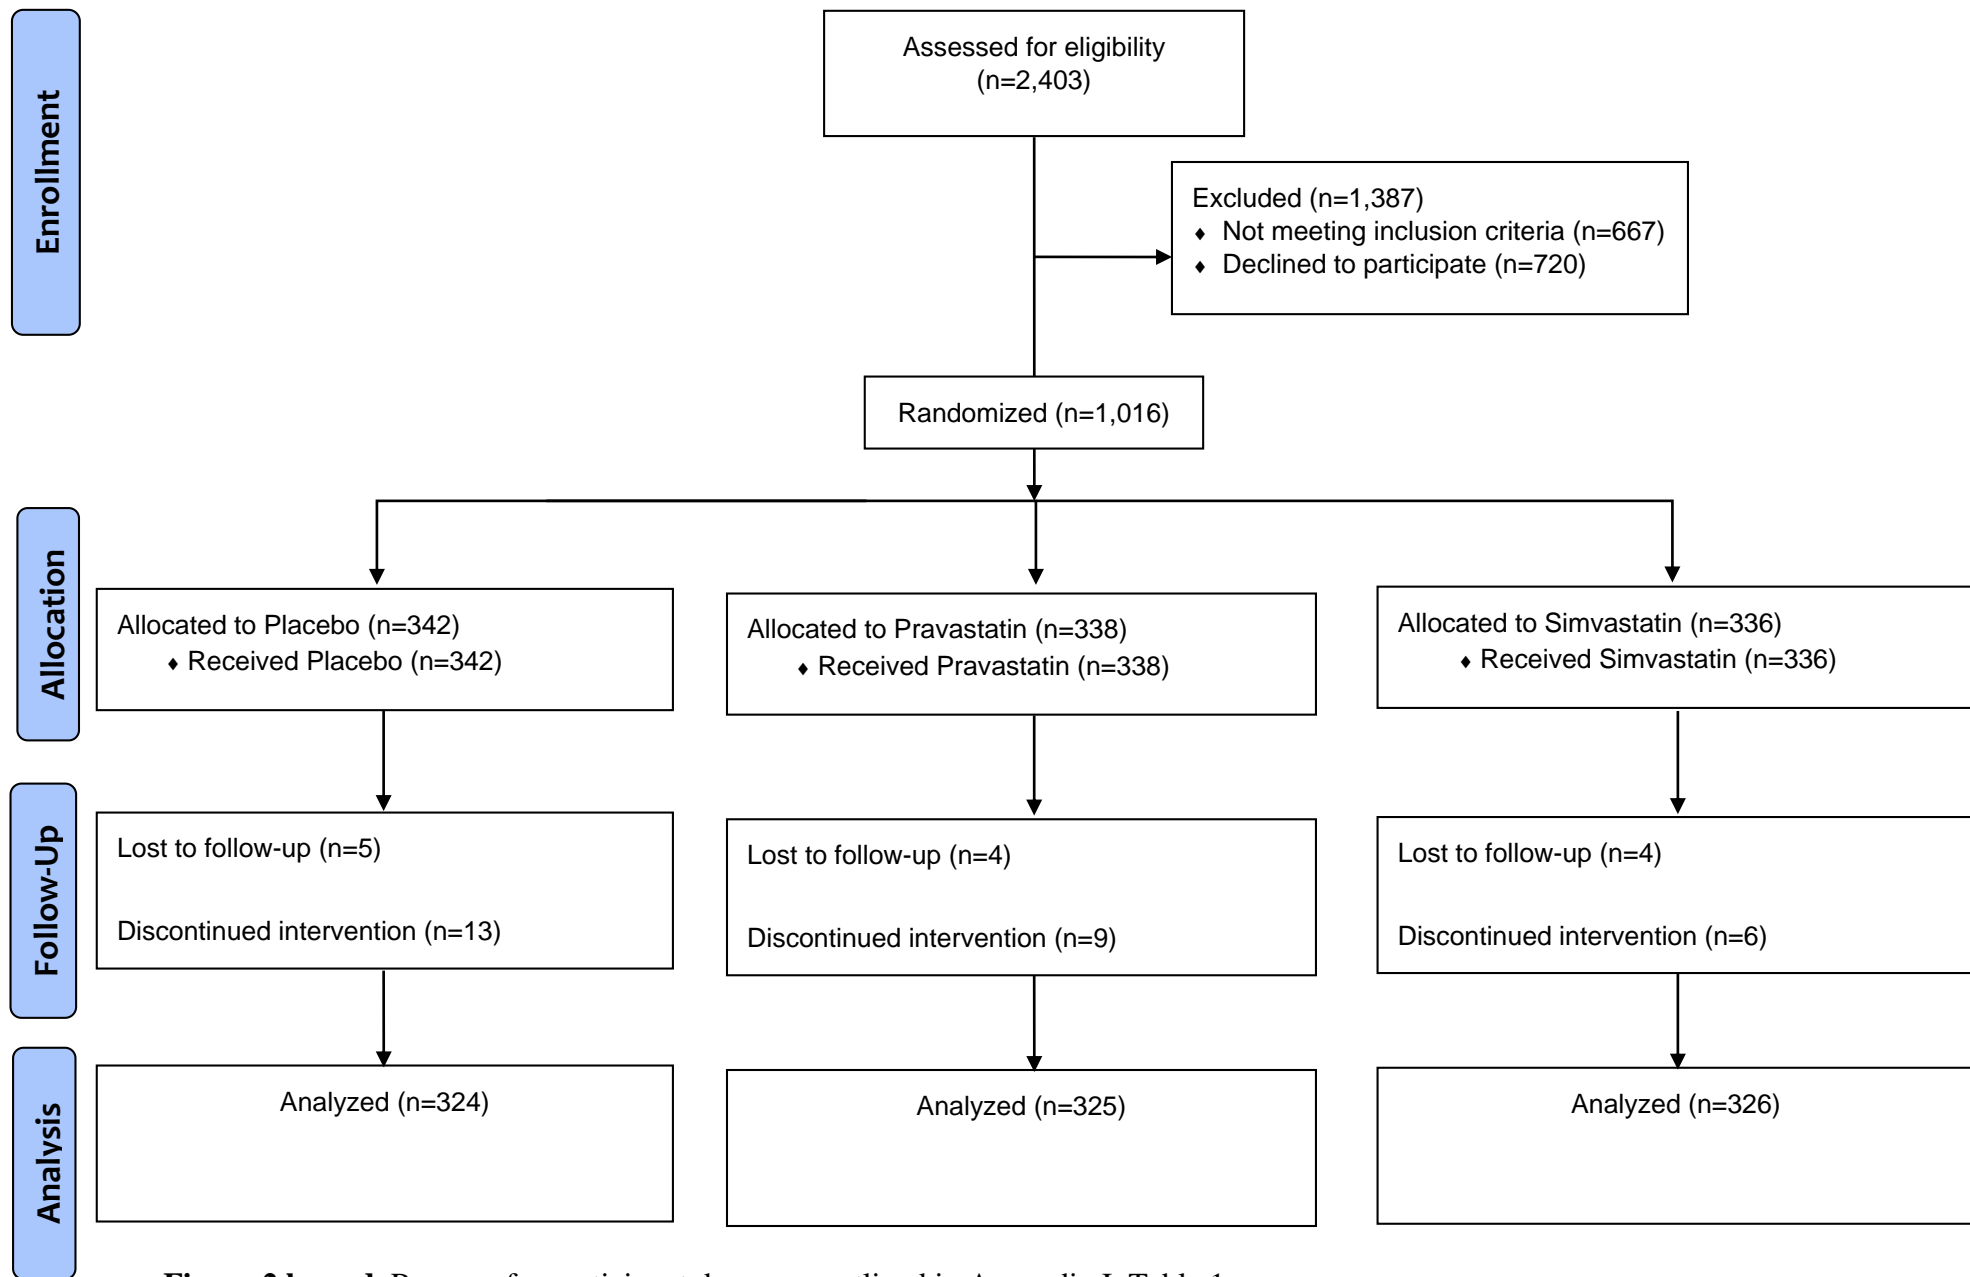 Enrollment
Assessed for eligibility
(n=2,403)
Excluded (n=1,387)
♦ Not meeting inclusion criteria (n=667)
♦ Declined to participate (n=720)
Randomized (n=1,016)
Allocation
Allocated to Placebo (n=342)
♦ Received Placebo (n=342)
Allocated to Pravastatin (n=338)
♦ Received Pravastatin (n=338)
Allocated to Simvastatin (n=336)
♦ Received Simvastatin (n=336)
Follow-Up
Lost to follow-up (n=5)
Discontinued intervention (n=13)
Lost to follow-up (n=4)
Discontinued intervention (n=9)
Lost to follow-up (n=4)
Discontinued intervention (n=6)
Analysis
Analyzed (n=324)
Analyzed (n=325)
Analyzed (n=326)